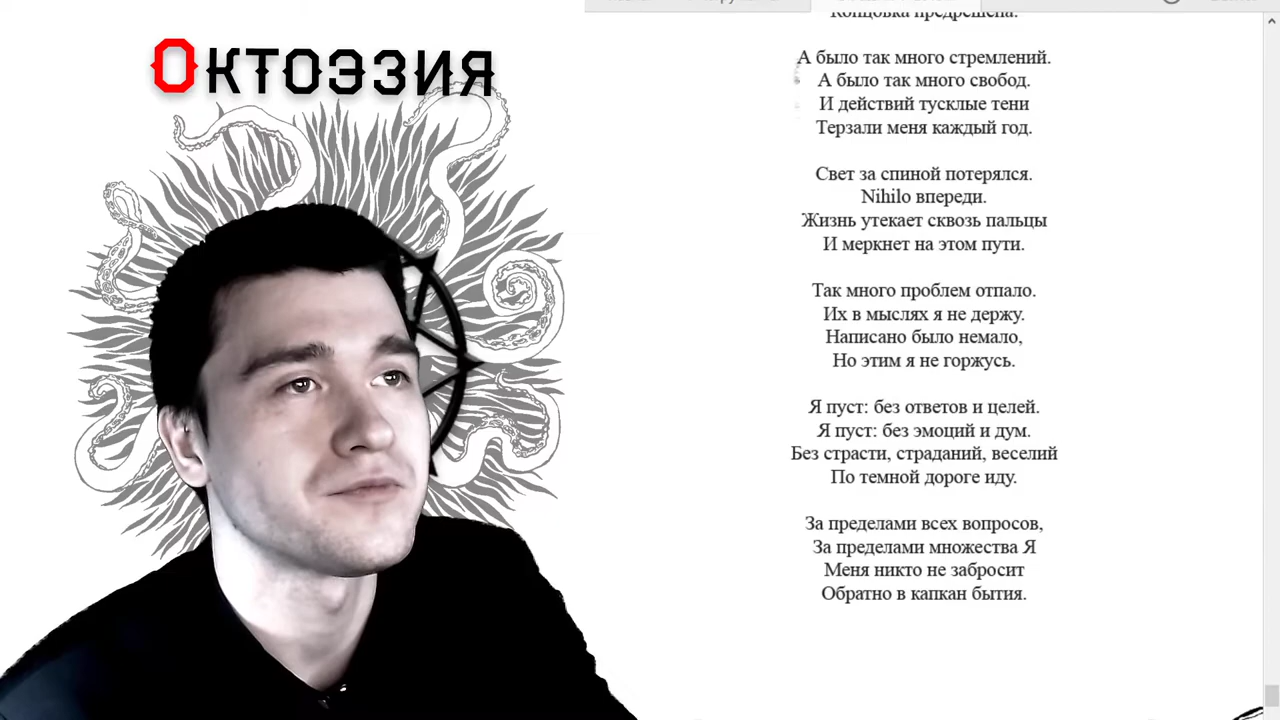 Октоэзия
Концовка предрешена.
А было так много стремлений.
А было так много свобод.
И действий тусклые тени
Терзали меня каждый год.
Свет за спиной потерялся.
Nihilo впереди.
Жизнь утекает сквозь пальцы
И меркнет на этом пути.
Так много проблем отпало.
Их в мыслях я не держу.
Написано было немало,
Но этим я не горжусь.
Я пуст: без ответов и целей.
Я пуст: без эмоций и дум.
Без страсти, страданий, веселий
По темной дороге иду.
За пределами всех вопросов,
За пределами множества Я
Меня никто не забросит
Обратно в капкан бытия.